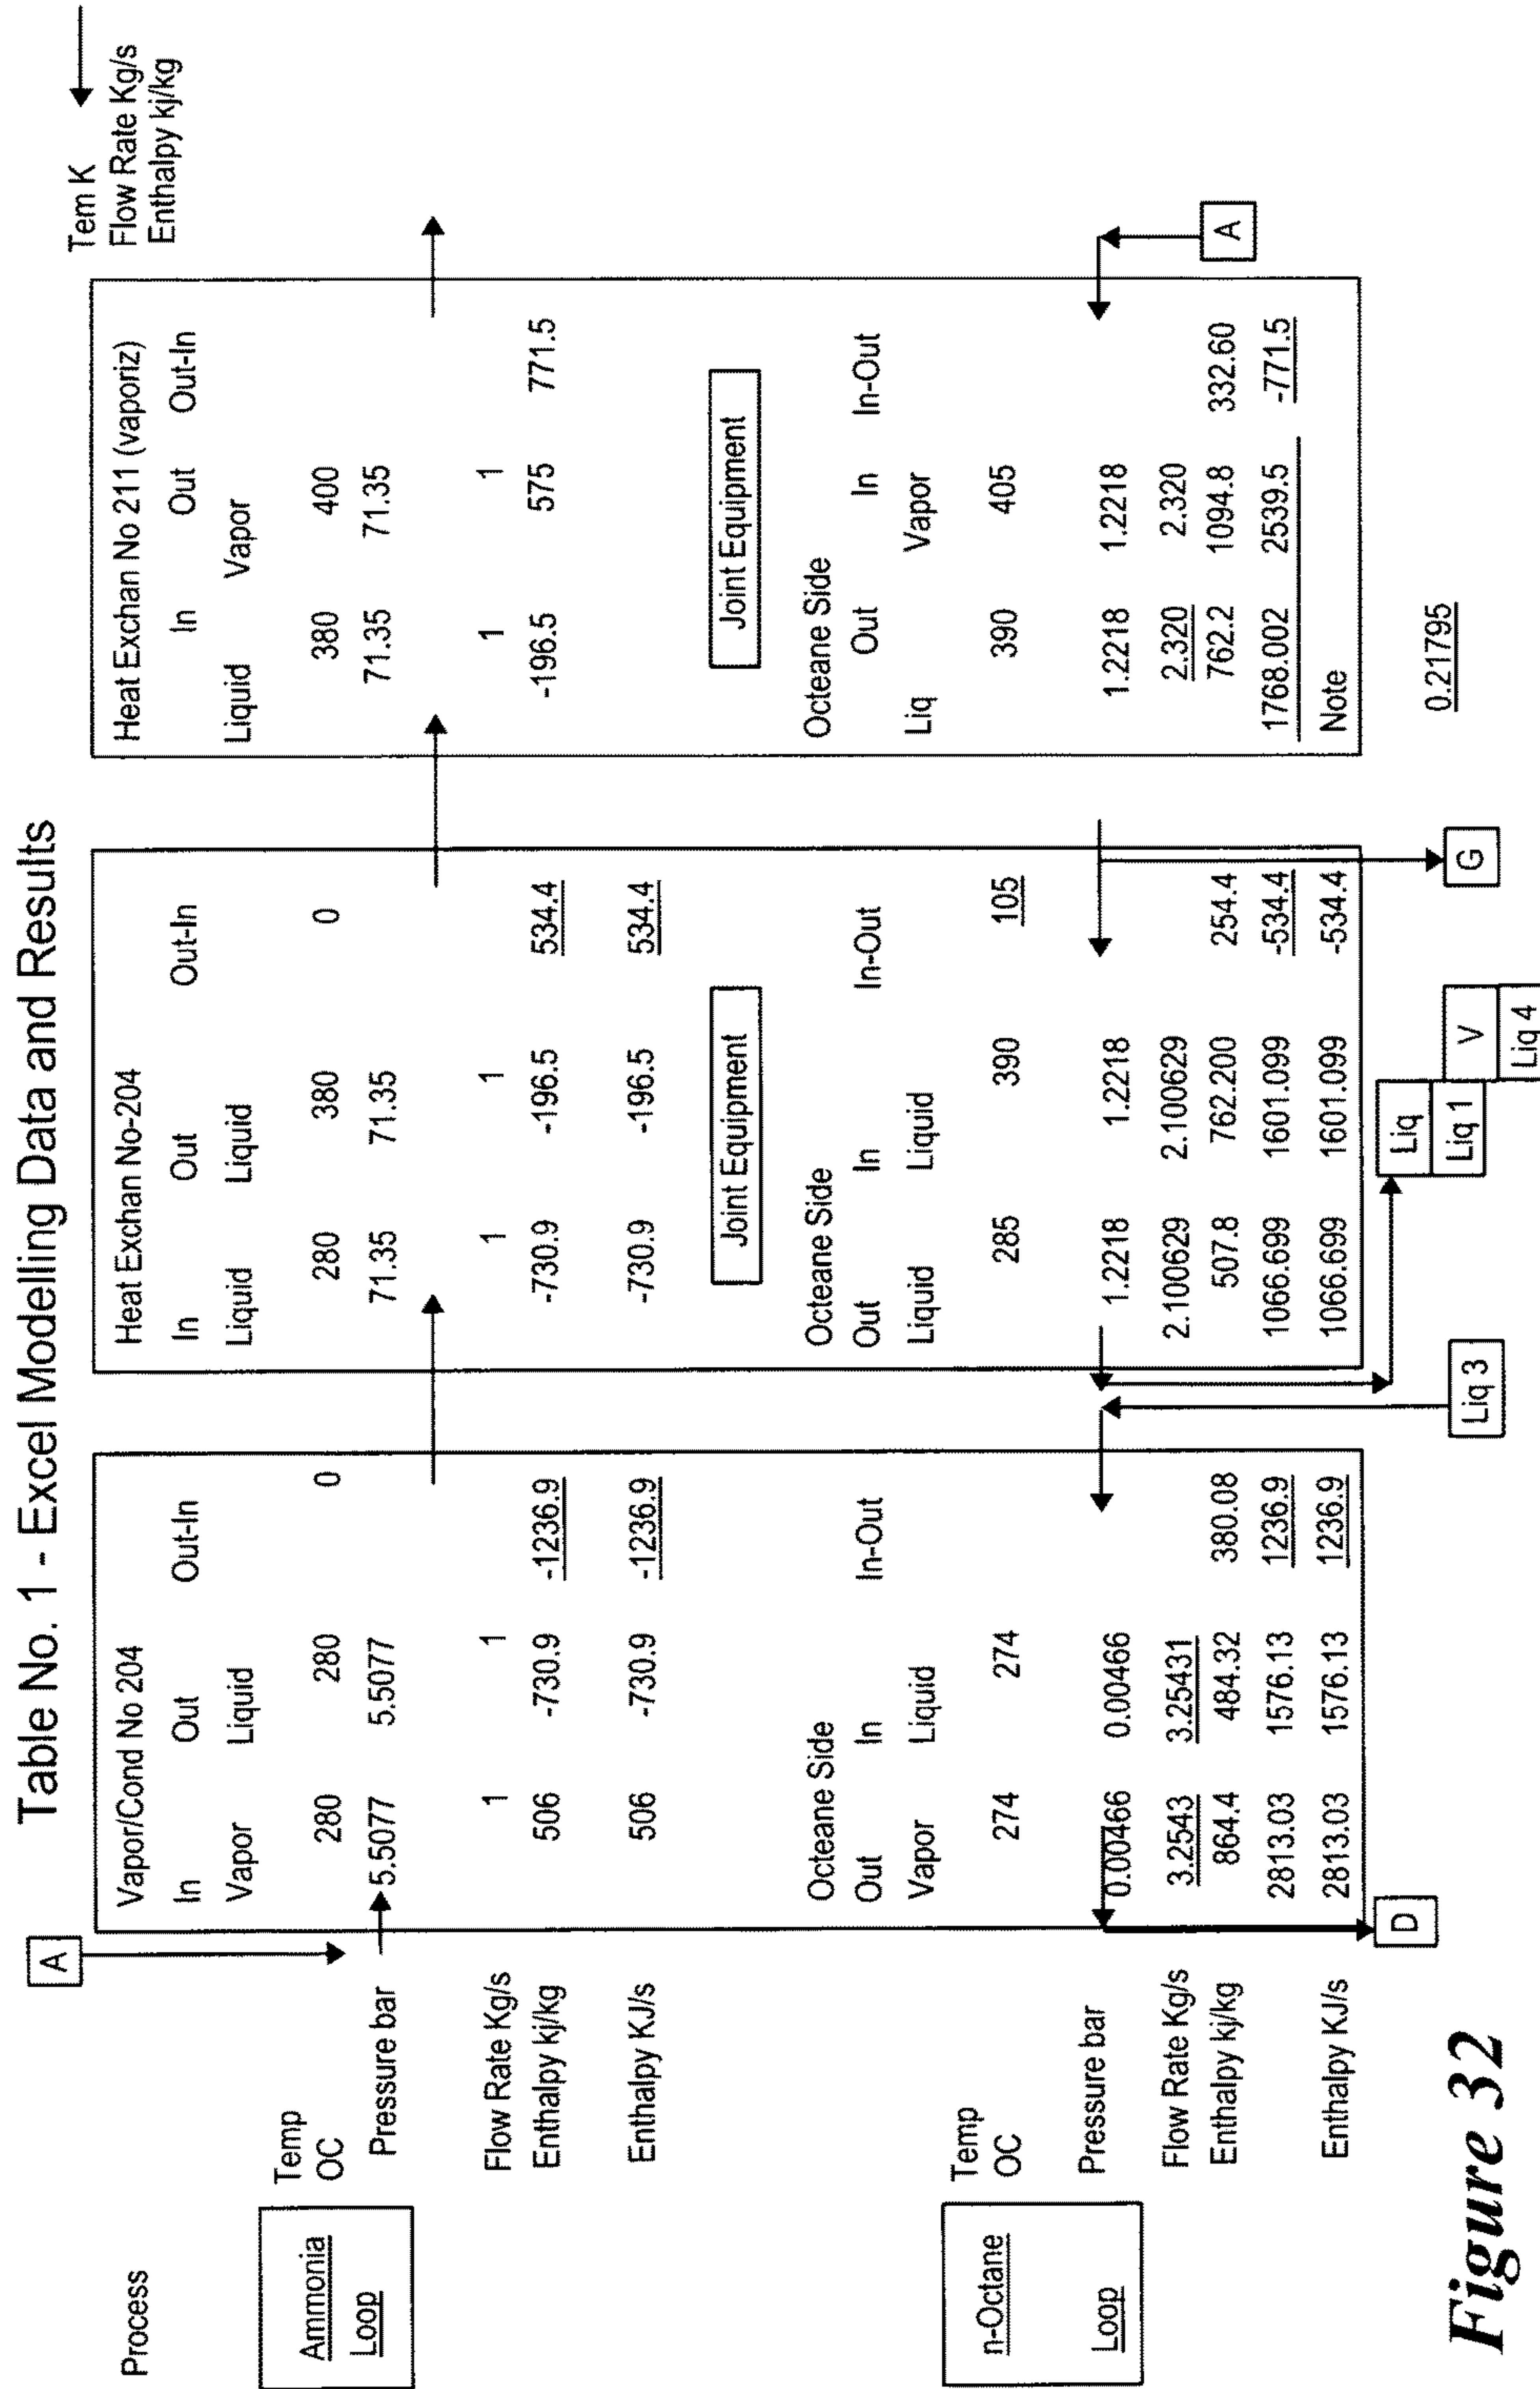 Table No. 1 - Excel Modelling Data and Results
Tem K
Flow Rate Kg/s
Enthalpy kj/kg
Process
A
Vapor/Cond No 204
In Out Out-In
Vapor Liquid
Heat Exchan No-204
In Out Out-In
Liquid Liquid
Heat Exchan No 211 (vaporiz)
In Out Out-In
Liquid Vapor Vapor
Ammonia
Loop
Temp
OC
280 280 0
280 380 0
380 400
Pressure bar
5.5077 5.5077
71.35 71.35
71.35 71.35
Flow Rate Kg/s
1 1
1 1
1 1
Enthalpy kj/kg
506 -730.9 -1236.9
-730.9 -196.5 534.4
-196.5 575 771.5
Enthalpy KJ/s
506 -730.9 -1236.9
-730.9 -196.5 534.4
Joint Equipment
Joint Equipment
Octeane Side
Out In In-Out
Vapor Liquid
Octeane Side
Out In In-Out
Liquid Liquid
Octeane Side
Out In In-Out
Liq Vapor
n-Octane
Loop
Temp
OC
274 274
285 390 105
390 405
Pressure bar
0.00466 0.00466
1.2218 1.2218
1.2218 1.2218
Flow Rate Kg/s
3.2543 3.25431
2.100629 2.100629
2.320 2.320
Enthalpy kj/kg
864.4 484.32 380.08
507.8 762.200 254.4
762.2 1094.8 332.60
2813.03 1576.13 1236.9
1066.699 1601.099 -534.4
1768.002 2539.5 -771.5
Enthalpy KJ/s
2813.03 1576.13 1236.9
1066.699 1601.099 -534.4
Note
A
D
Liq 3
Liq
Liq 1
V
Liq 4
G
0.21795
Figure 32